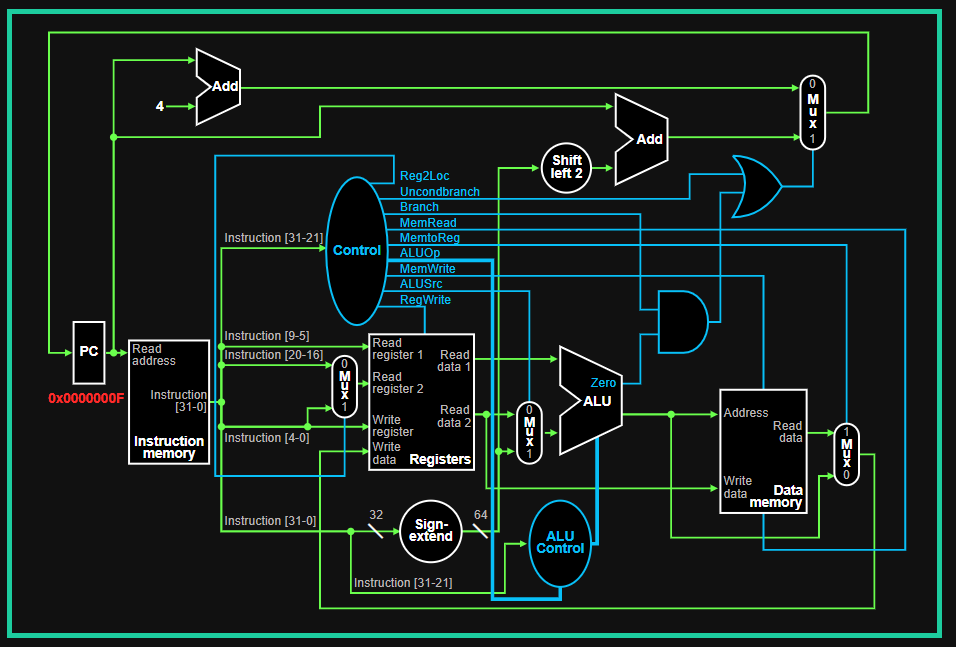 Add
4
Add
0
M
u
x
1
Shift
left 2
Reg2Loc
Uncondbranch
Branch
MemRead
MemtoReg
ALUOp
MemWrite
ALUSrc
RegWrite
Control
Instruction [31-21]
PC
0x0000000F
Read
address
Instruction
[31-0]
Instruction
memory
Instruction [9-5]
Instruction [20-16]
Instruction [4-0]
0
M
u
x
1
Read
register 1
Read
register 2
Write
register
Write
data
Read
data 1
Read
data 2
Registers
0
M
u
x
1
Zero
ALU
Address
Read
data
Write
data
Data
memory
1
M
u
x
0
Instruction [31-0]
32
Sign-
extend
64
ALU
Control
Instruction [31-21]